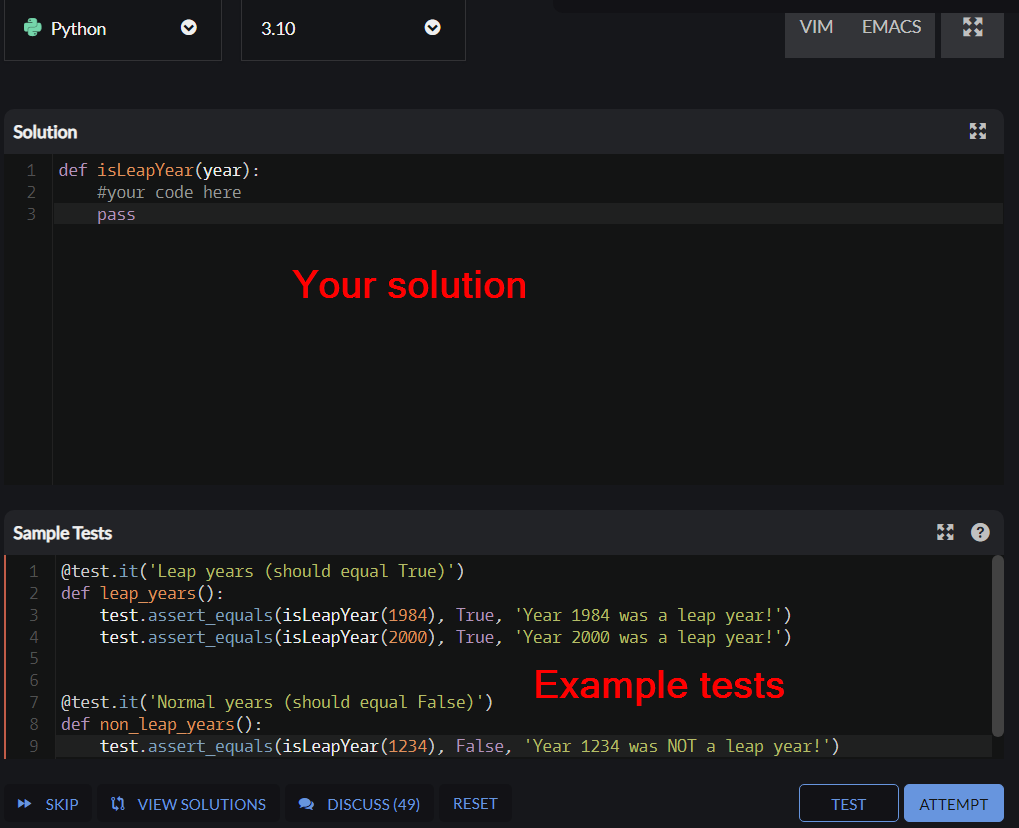 Python
3.10
VIM EMACS
Solution
1 def isLeapYear(year):
2     #your code here
3     pass
Your solution
Sample Tests
?
1 @test.it('Leap years (should equal True)')
2 def leap_years():
3     test.assert_equals(isLeapYear(1984), True, 'Year 1984 was a leap year!')
4     test.assert_equals(isLeapYear(2000), True, 'Year 2000 was a leap year!')
5
6
Example tests
7 @test.it('Normal years (should equal False)')
8 def non_leap_years():
9     test.assert_equals(isLeapYear(1234), False, 'Year 1234 was NOT a leap year!')
SKIP VIEW SOLUTIONS DISCUSS (49) RESET TEST ATTEMPT